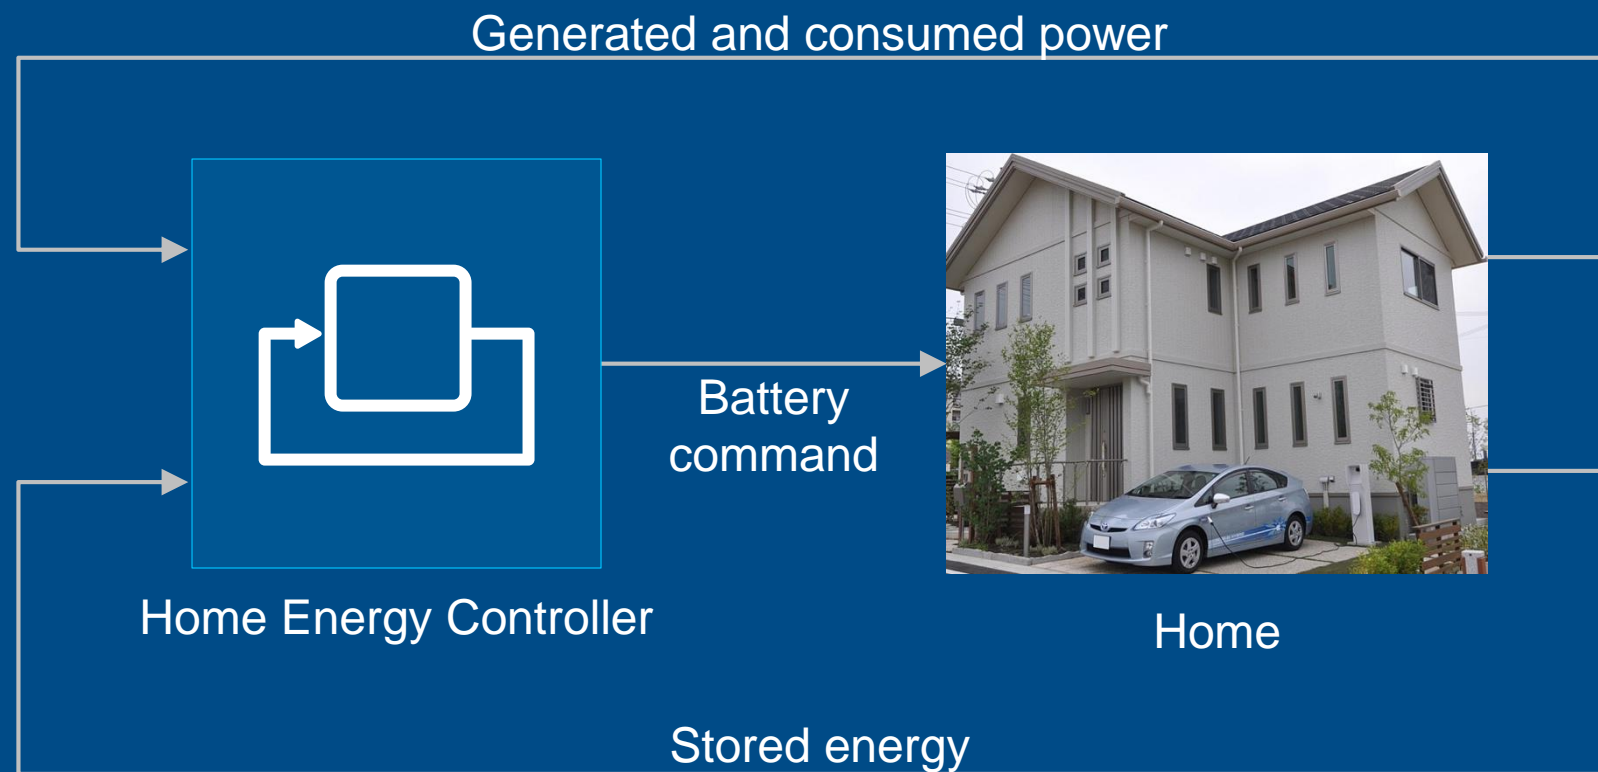 Generated and consumed power
Battery
command
Home Energy Controller
Home
Stored energy